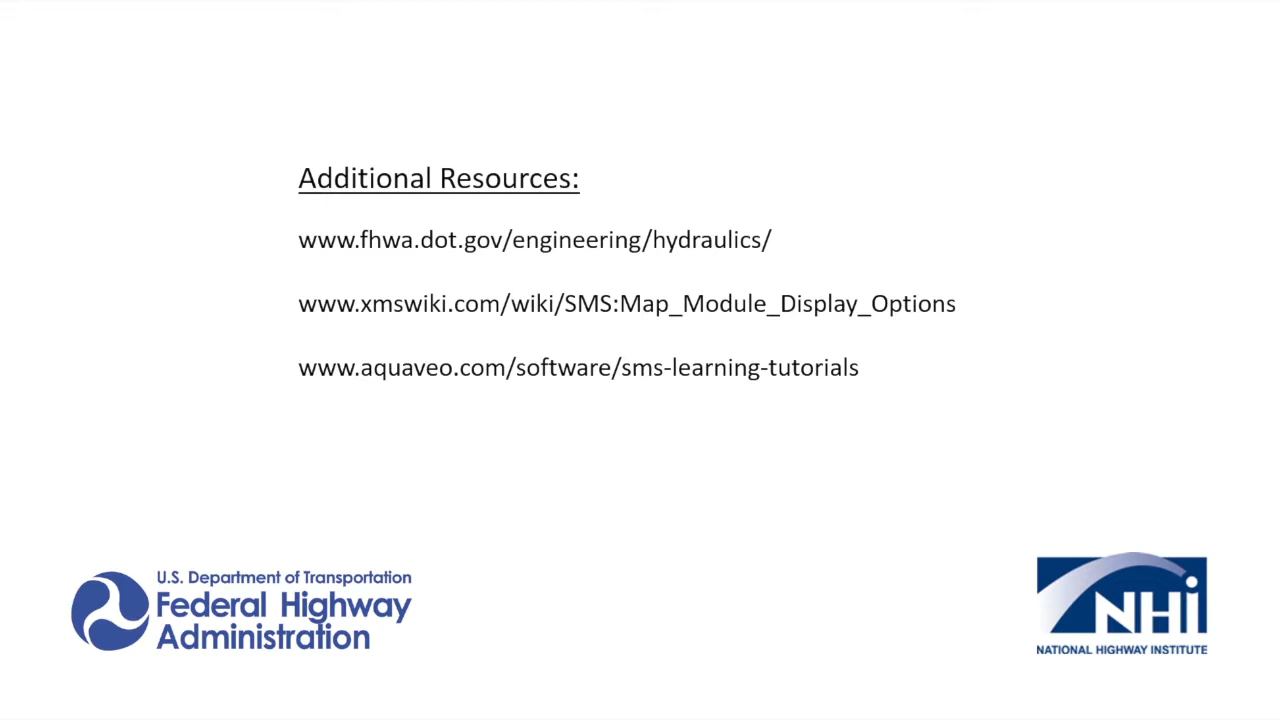 Additional Resources:
www.fhwa.dot.gov/engineering/hydraulics/
www.xmswiki.com/wiki/SMS:Map_Module_Display_Options
www.aquaveo.com/software/sms-learning-tutorials
U.S. Department of Transportation
Federal Highway
Administration
NHi
NATIONAL HIGHWAY INSTITUTE